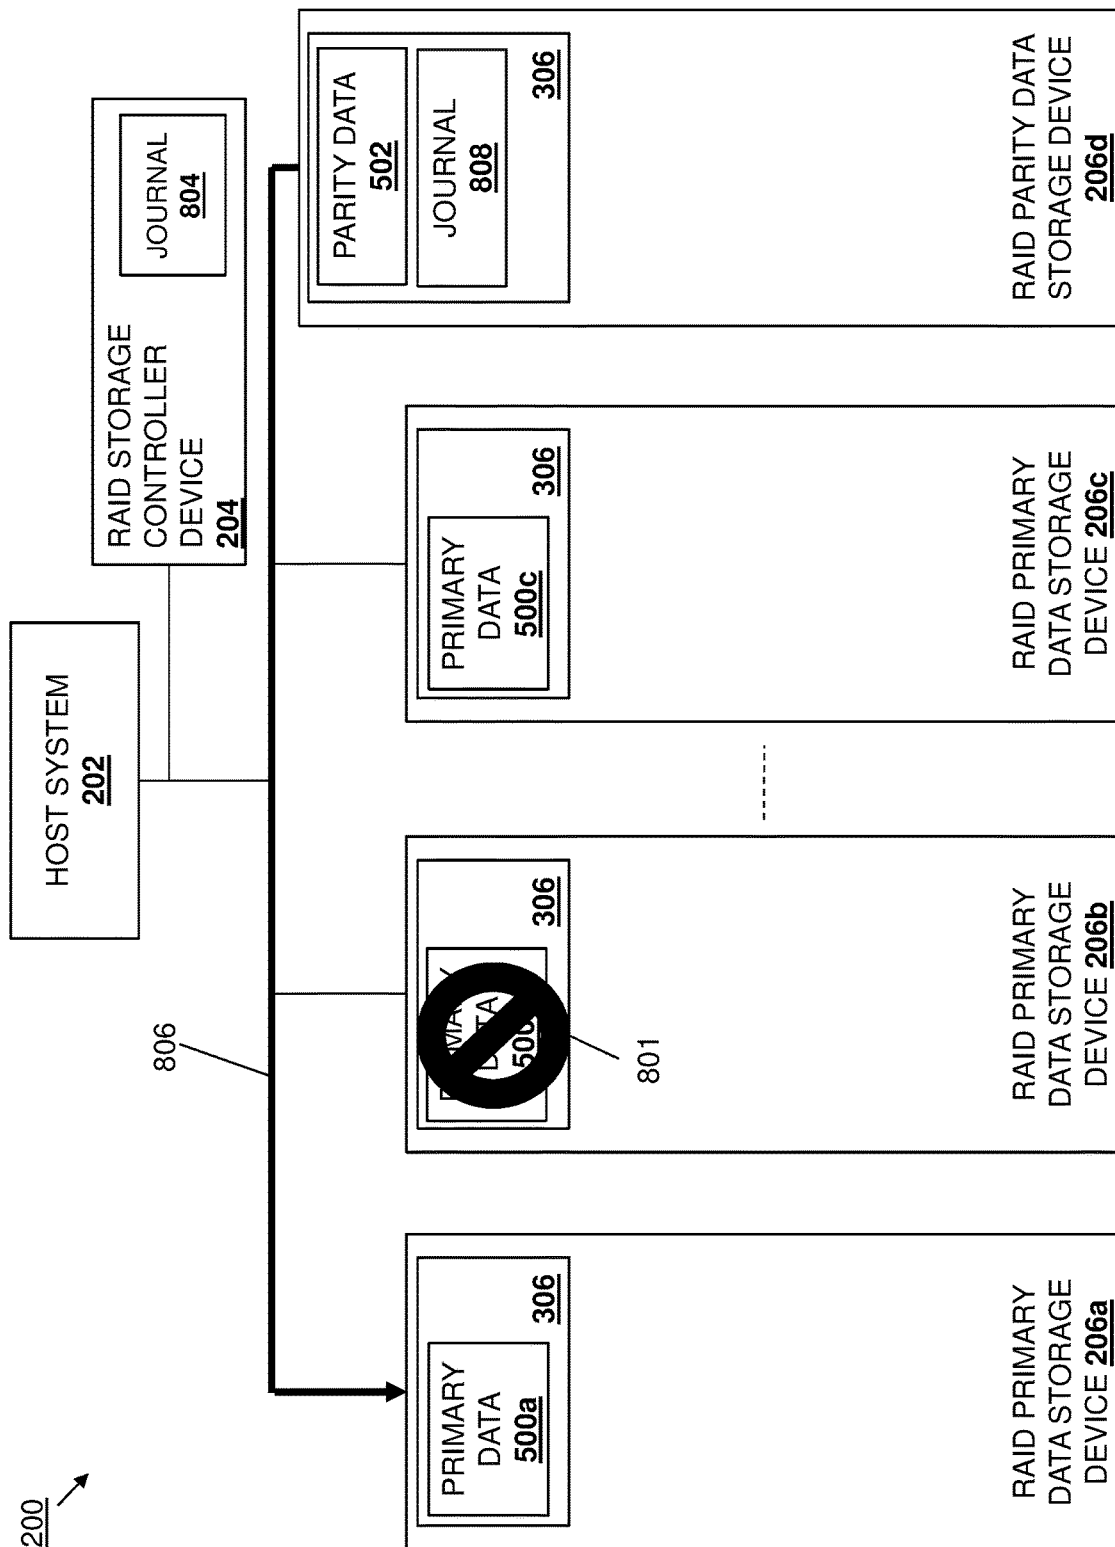 200
HOST SYSTEM
202
RAID STORAGE
CONTROLLER
DEVICE
204
JOURNAL
804
806
PRIMARY
DATA
500a
306
RAID PRIMARY
DATA STORAGE
DEVICE 206a
DATA
306
801
RAID PRIMARY
DATA STORAGE
DEVICE 206b
PRIMARY
DATA
500c
306
RAID PRIMARY
DATA STORAGE
DEVICE 206c
PARITY DATA
502
JOURNAL
808
306
RAID PARITY DATA
STORAGE DEVICE
206d